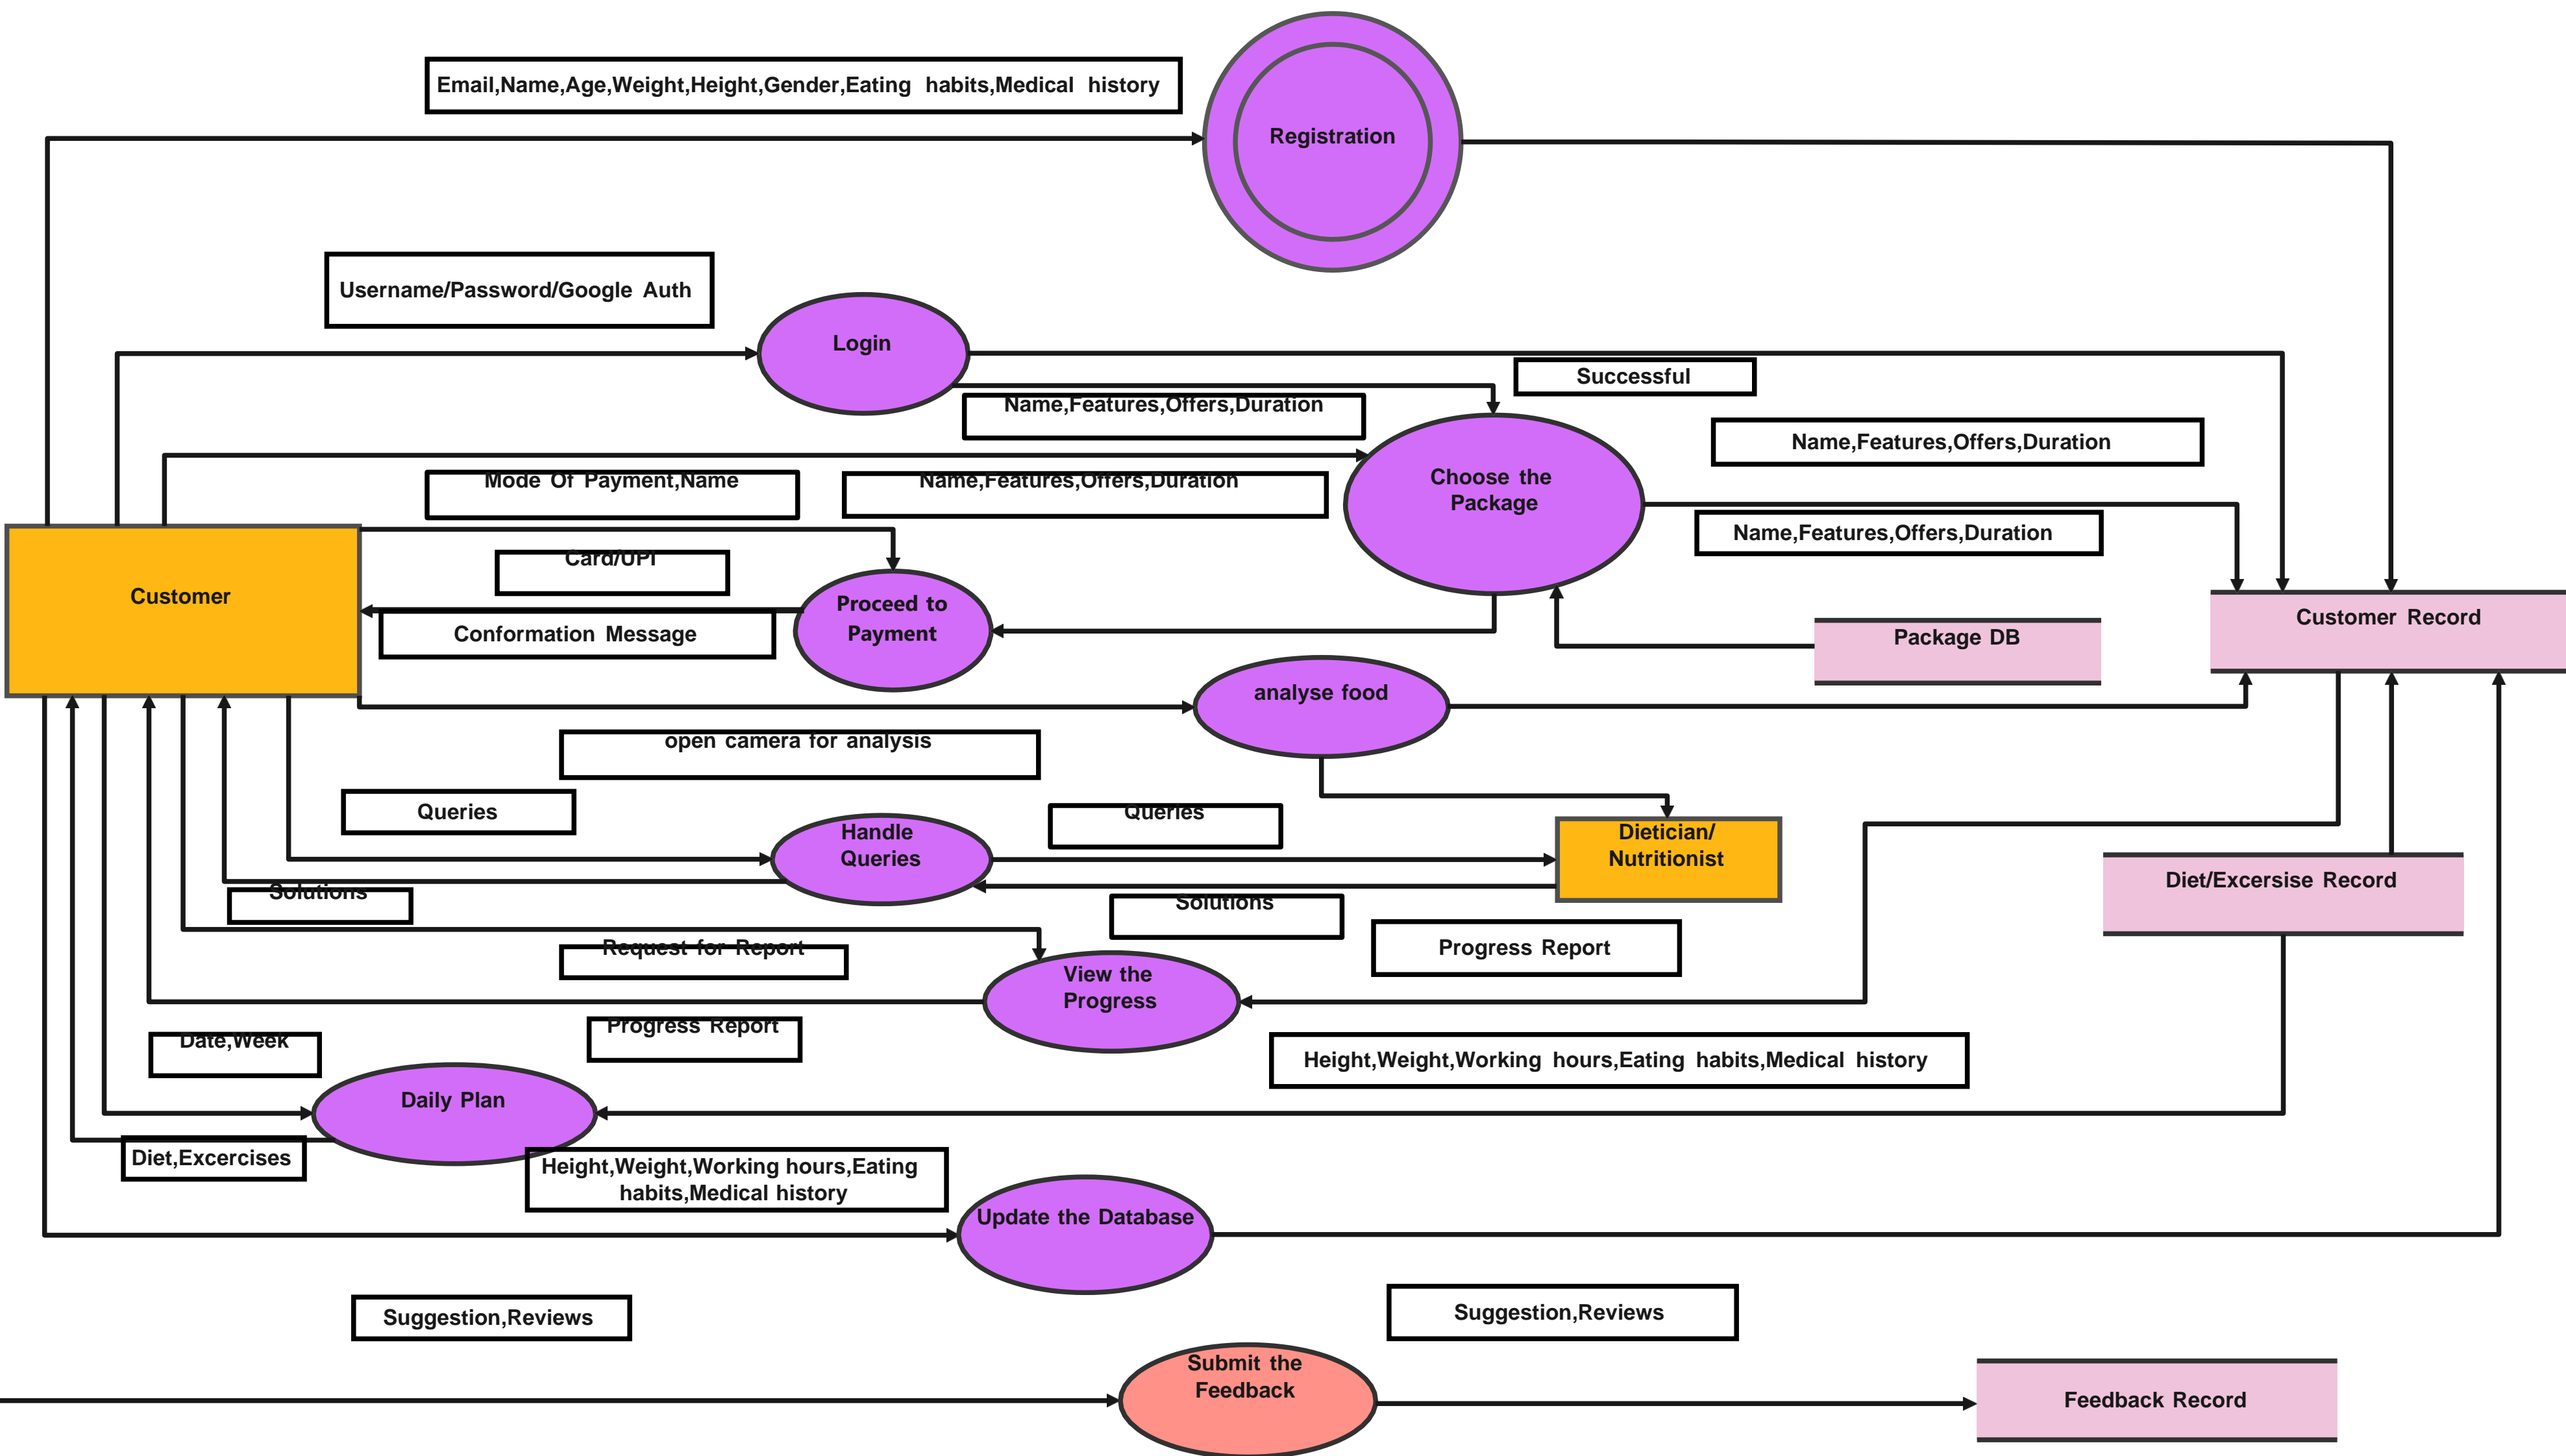 Email,Name,Age,Weight,Height,Gender,Eating habits,Medical history
Registration
Username/Password/Google Auth
Login
Successful
Name,Features,Offers,Duration
Name,Features,Offers,Duration
Mode Of Payment,Name
Name,Features,Offers,Duration
Choose the
Package
Name,Features,Offers,Duration
Card/UPI
Customer
Proceed to
Payment
Conformation Message
Package DB
Customer Record
analyse food
open camera for analysis
Queries
Queries
Handle
Queries
Dietician/
Nutritionist
Solutions
Solutions
Diet/Excersise Record
Request for Report
Progress Report
View the
Progress
Progress Report
Date,Week
Height,Weight,Working hours,Eating habits,Medical history
Daily Plan
Diet,Excercises
Height,Weight,Working hours,Eating
habits,Medical history
Update the Database
Suggestion,Reviews
Suggestion,Reviews
Submit the
Feedback
Feedback Record